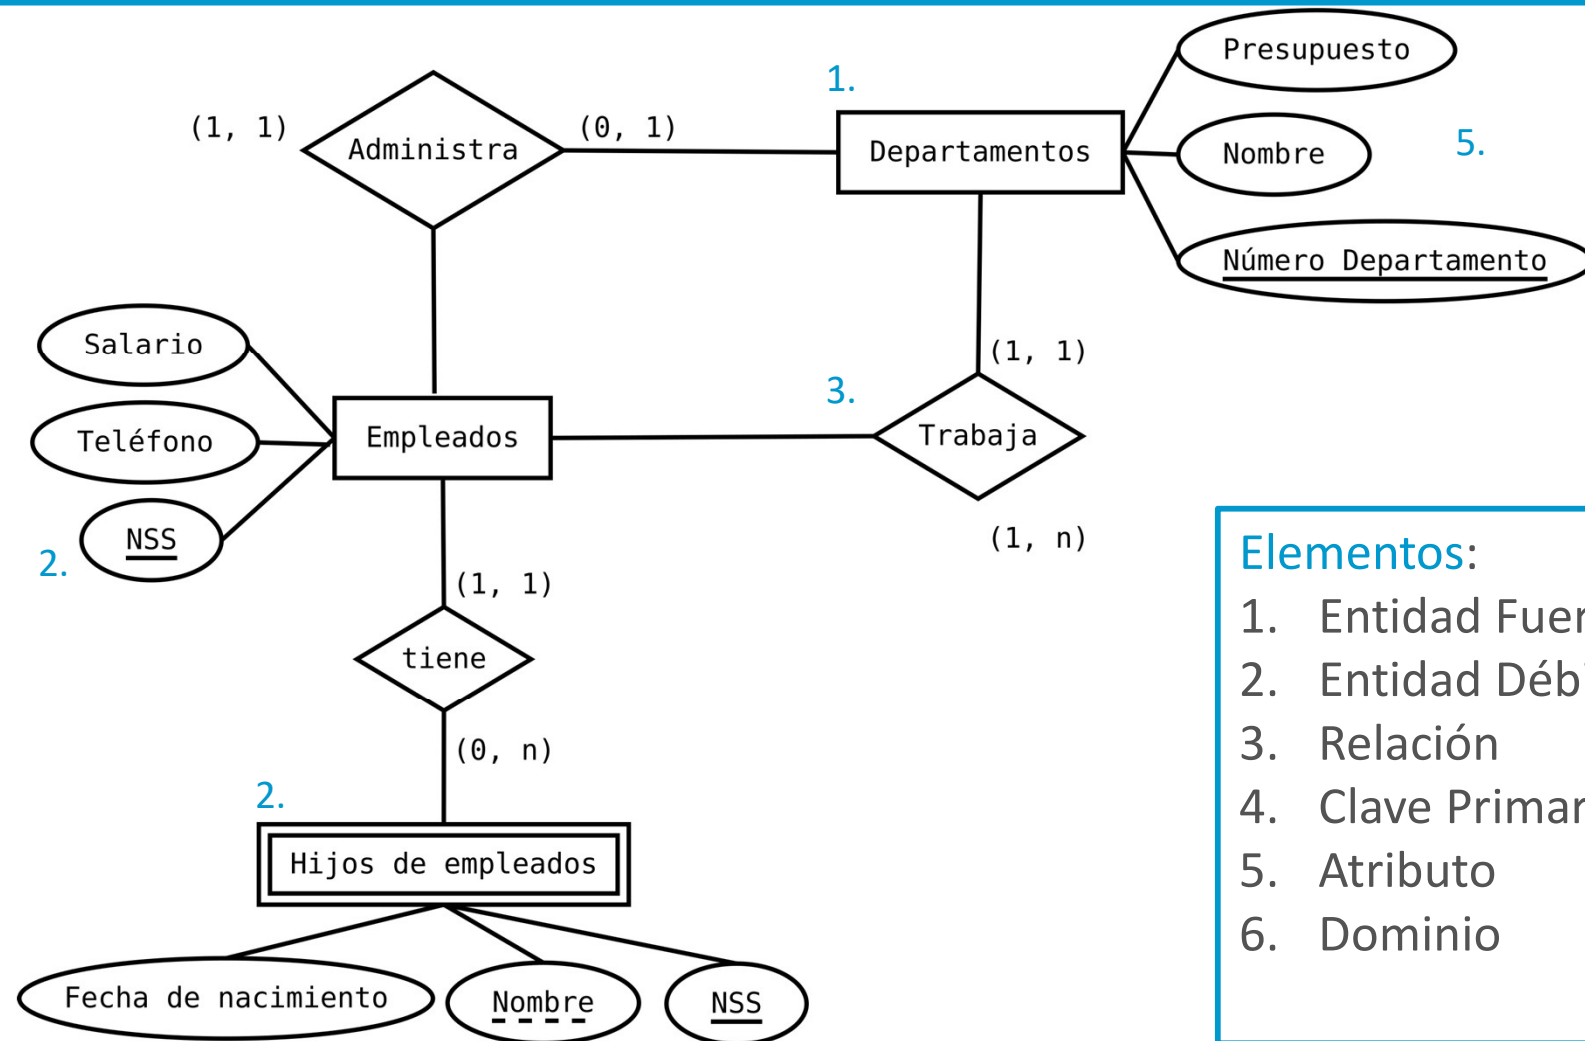 Presupuesto
1.
(1, 1)
Administra
(0, 1)
Departamentos
Nombre
5.
Número Departamento
Salario
(1, 1)
3.
Teléfono
Empleados
Trabaja
NSS
2.
(1, n)
(1, 1)
tiene
(0, n)
2.
Hijos de empleados
Fecha de nacimiento
Nombre
NSS
Elementos:
1. Entidad Fuer
2. Entidad Débi
3. Relación
4. Clave Primar
5. Atributo
6. Dominio